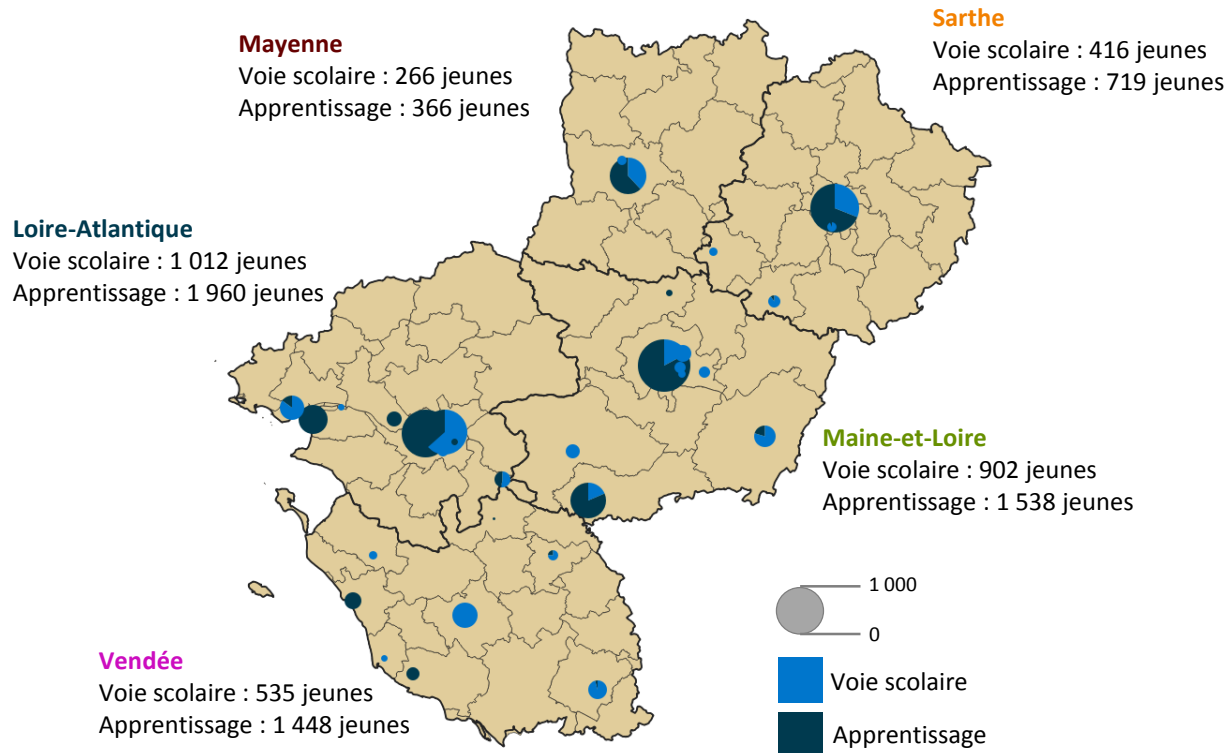 Mayenne
Voie scolaire : 266 jeunes
Apprentissage : 366 jeunes
Sarthe
Voie scolaire : 416 jeunes
Apprentissage : 719 jeunes
Loire-Atlantique
Voie scolaire : 1 012 jeunes
Apprentissage : 1 960 jeunes
Maine-et-Loire
Voie scolaire : 902 jeunes
Apprentissage : 1 538 jeunes
1 000
0
Vendée
Voie scolaire : 535 jeunes
Apprentissage : 1 448 jeunes
Voie scolaire
Apprentissage